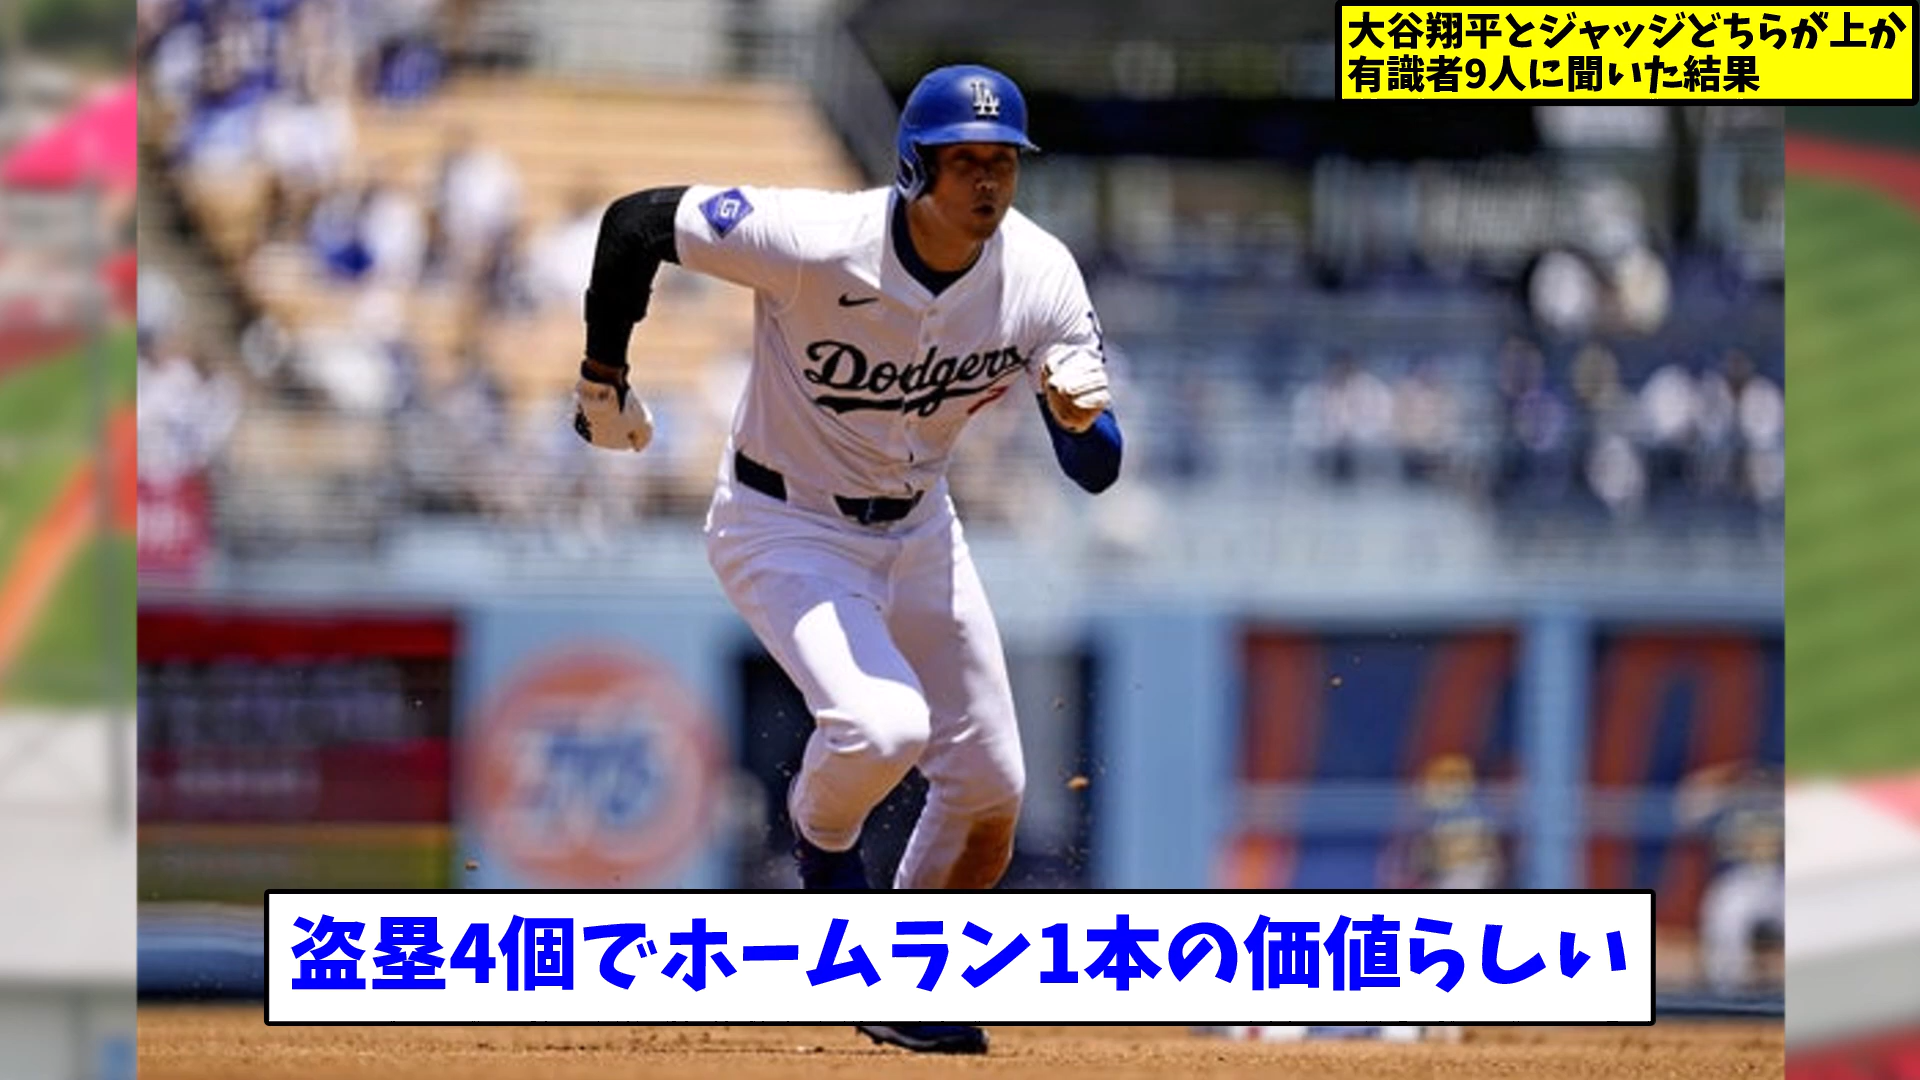 大谷翔平とジャッジどちらが上か
有識者9人に聞いた結果
LA
G
Dodgers
76
盗塁4個でホームラン1本の価値らしい